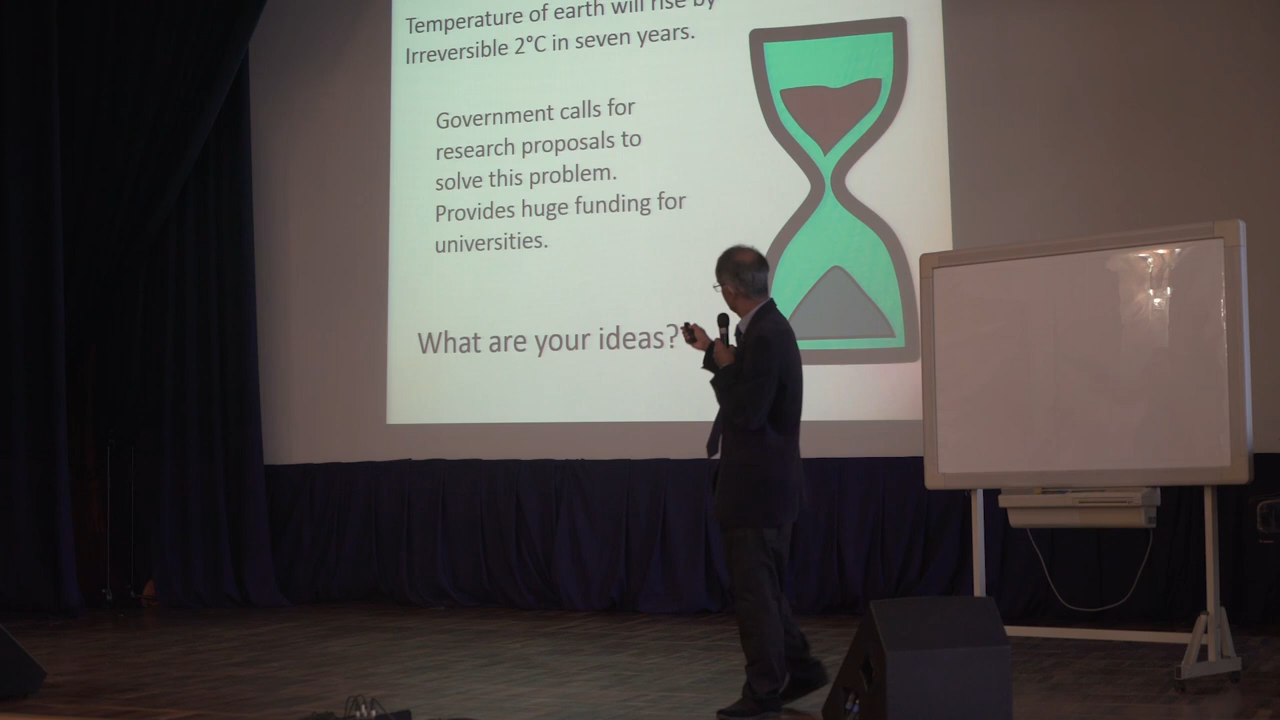 Temperature of earth will rise by
Irreversible 2°C in seven years.
Government calls for
research proposals to
solve this problem.
Provides huge funding for
universities.
What are your ideas?